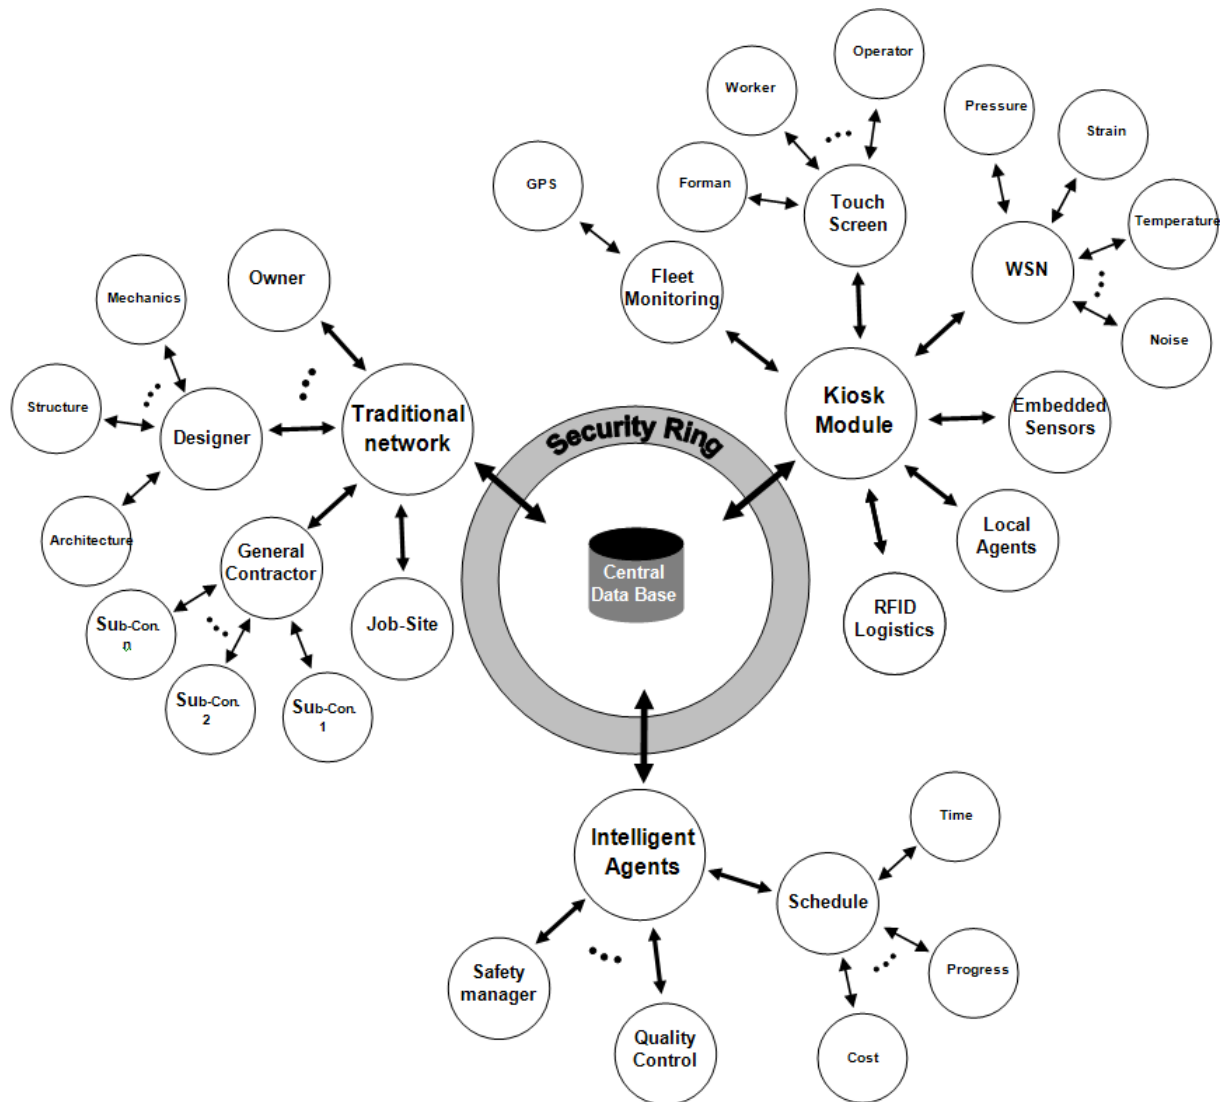 Operator
Worker
Pressure
Strain
GPS
Forman
Touch
Screen
Temperature
Owner
Fleet
Monitoring
WSN
Mechanics
Noise
Structure
Designer
Traditional
network
Security Ring
Kiosk
Module
Embedded
Sensors
Architecture
General
Contractor
Local
Agents
Central
Data Base
Sub-Con.
n
Job-Site
RFID
Logistics
Sub-Con.
2
Sub-Con.
1
Intelligent
Agents
Time
Schedule
Safety
manager
Progress
Quality
Control
Cost